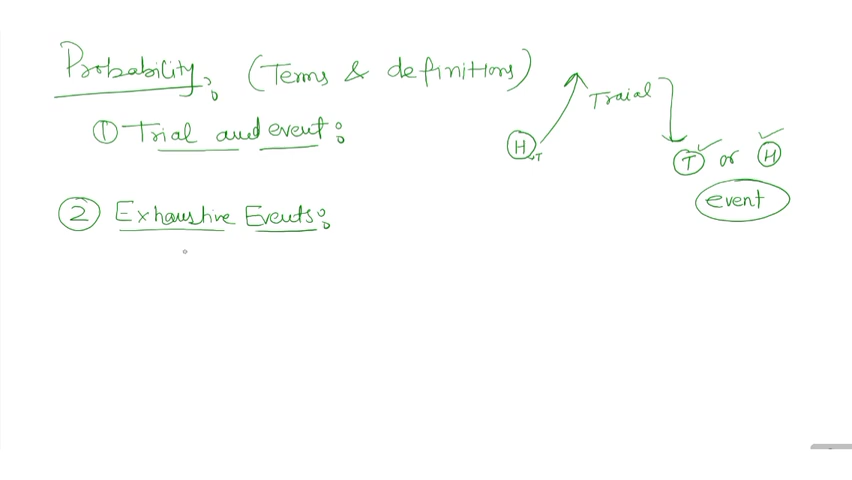 Probability: (Terms & definitions)
① Trial and event:
H T
Traial
T or H
event
② Exhaustive Events: